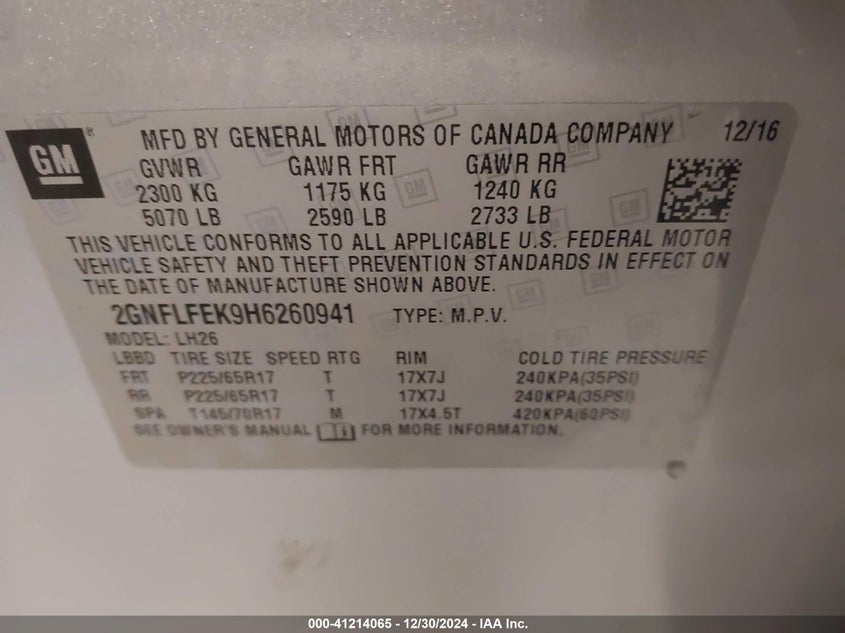 GM ® MFD BY GENERAL MOTORS OF CANADA COMPANY 12/16
GVWR GAWR FRT GAWR RR
2300 KG 1175 KG 1240 KG
5070 LB 2590 LB 2733 LB
THIS VEHICLE CONFORMS TO ALL APPLICABLE U.S. FEDERAL MOTOR
VEHICLE SAFETY AND THEFT PREVENTION STANDARDS IN EFFECT ON
THE DATE OF MANUFACTURE SHOWN ABOVE.
2GNFLFEK9H6260941 TYPE: M.P.V.
MODEL: LH26
LBBD TIRE SIZE SPEED RTG RIM COLD TIRE PRESSURE
FRT P225/65R17 T 17X7J 240KPA(35PSI)
RR P225/65R17 T 17X7J 240KPA(35PSI)
SPA T145/70R17 M 17X4.5T 420KPA(60PSI)
SEE OWNER'S MANUAL FOR MORE INFORMATION.
000-41214065 - 12/30/2024 - IAA Inc.